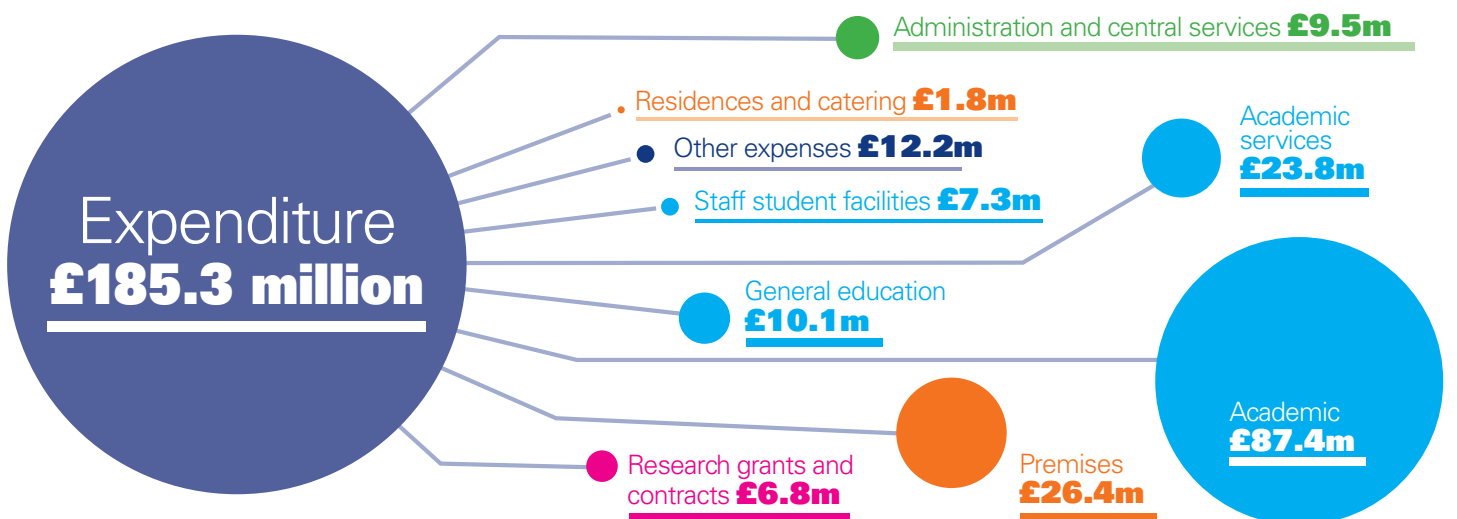 Expenditure
£185.3 million
Administration and central services £9.5m
Residences and catering £1.8m
Other expenses £12.2m
Staff student facilities £7.3m
Academic
services
£23.8m
General education
£10.1m
Academic
£87.4m
Premises
£26.4m
Research grants and
contracts £6.8m